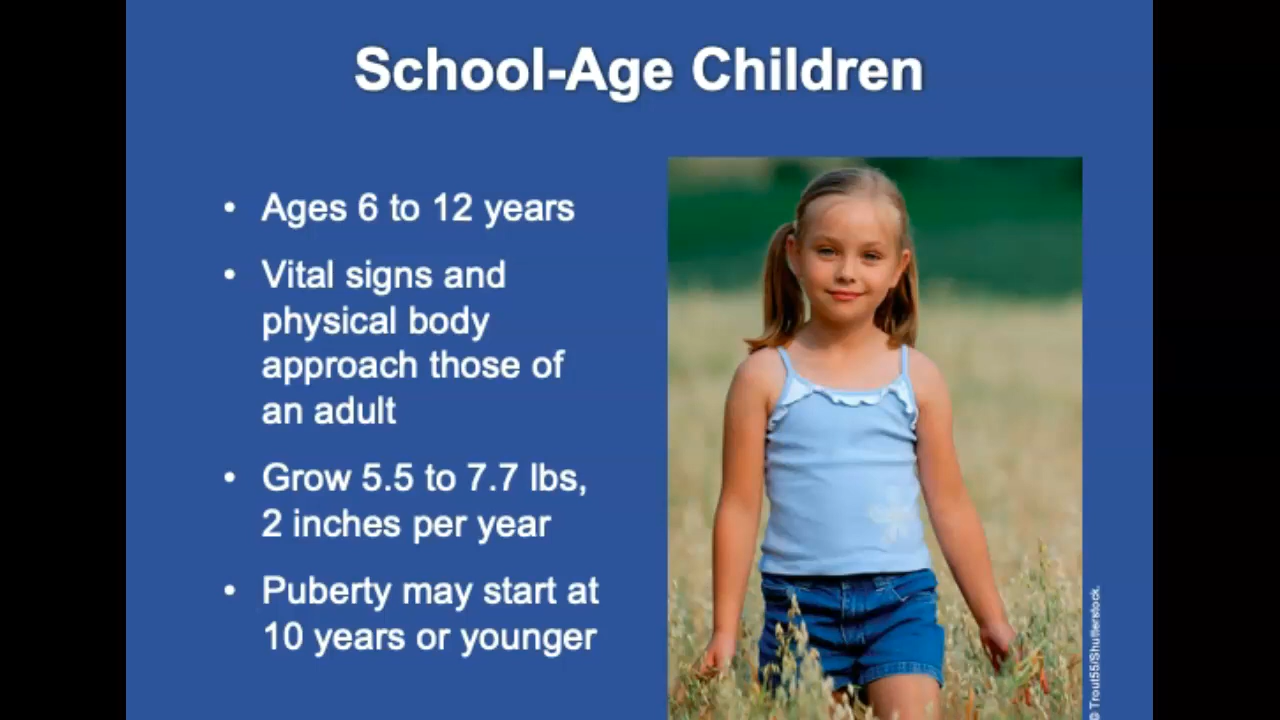 School-Age Children
• Ages 6 to 12 years
• Vital signs and
physical body
approach those of
an adult
• Grow 5.5 to 7.7 lbs,
2 inches per year
• Puberty may start at
10 years or younger
© Trout55/Shutterstock.